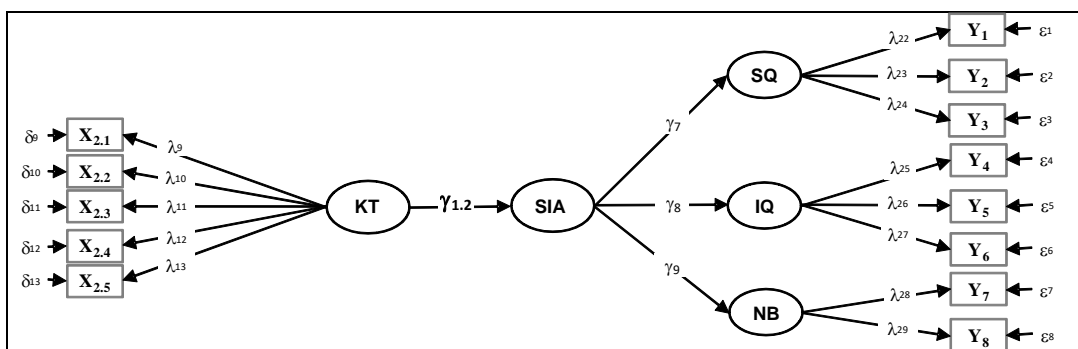 δ9 X2.1 λ9
δ10 X2.2 λ10
δ11 X2.3 λ11
δ12 X2.4 λ12
δ13 X2.5 λ13
KT γ1.2 SIA
γ7 SQ
γ8 IQ
γ9 NB
λ22 Y1 ε1
λ23 Y2 ε2
λ24 Y3 ε3
λ25 Y4 ε4
λ26 Y5 ε5
λ27 Y6 ε6
λ28 Y7 ε7
λ29 Y8 ε8